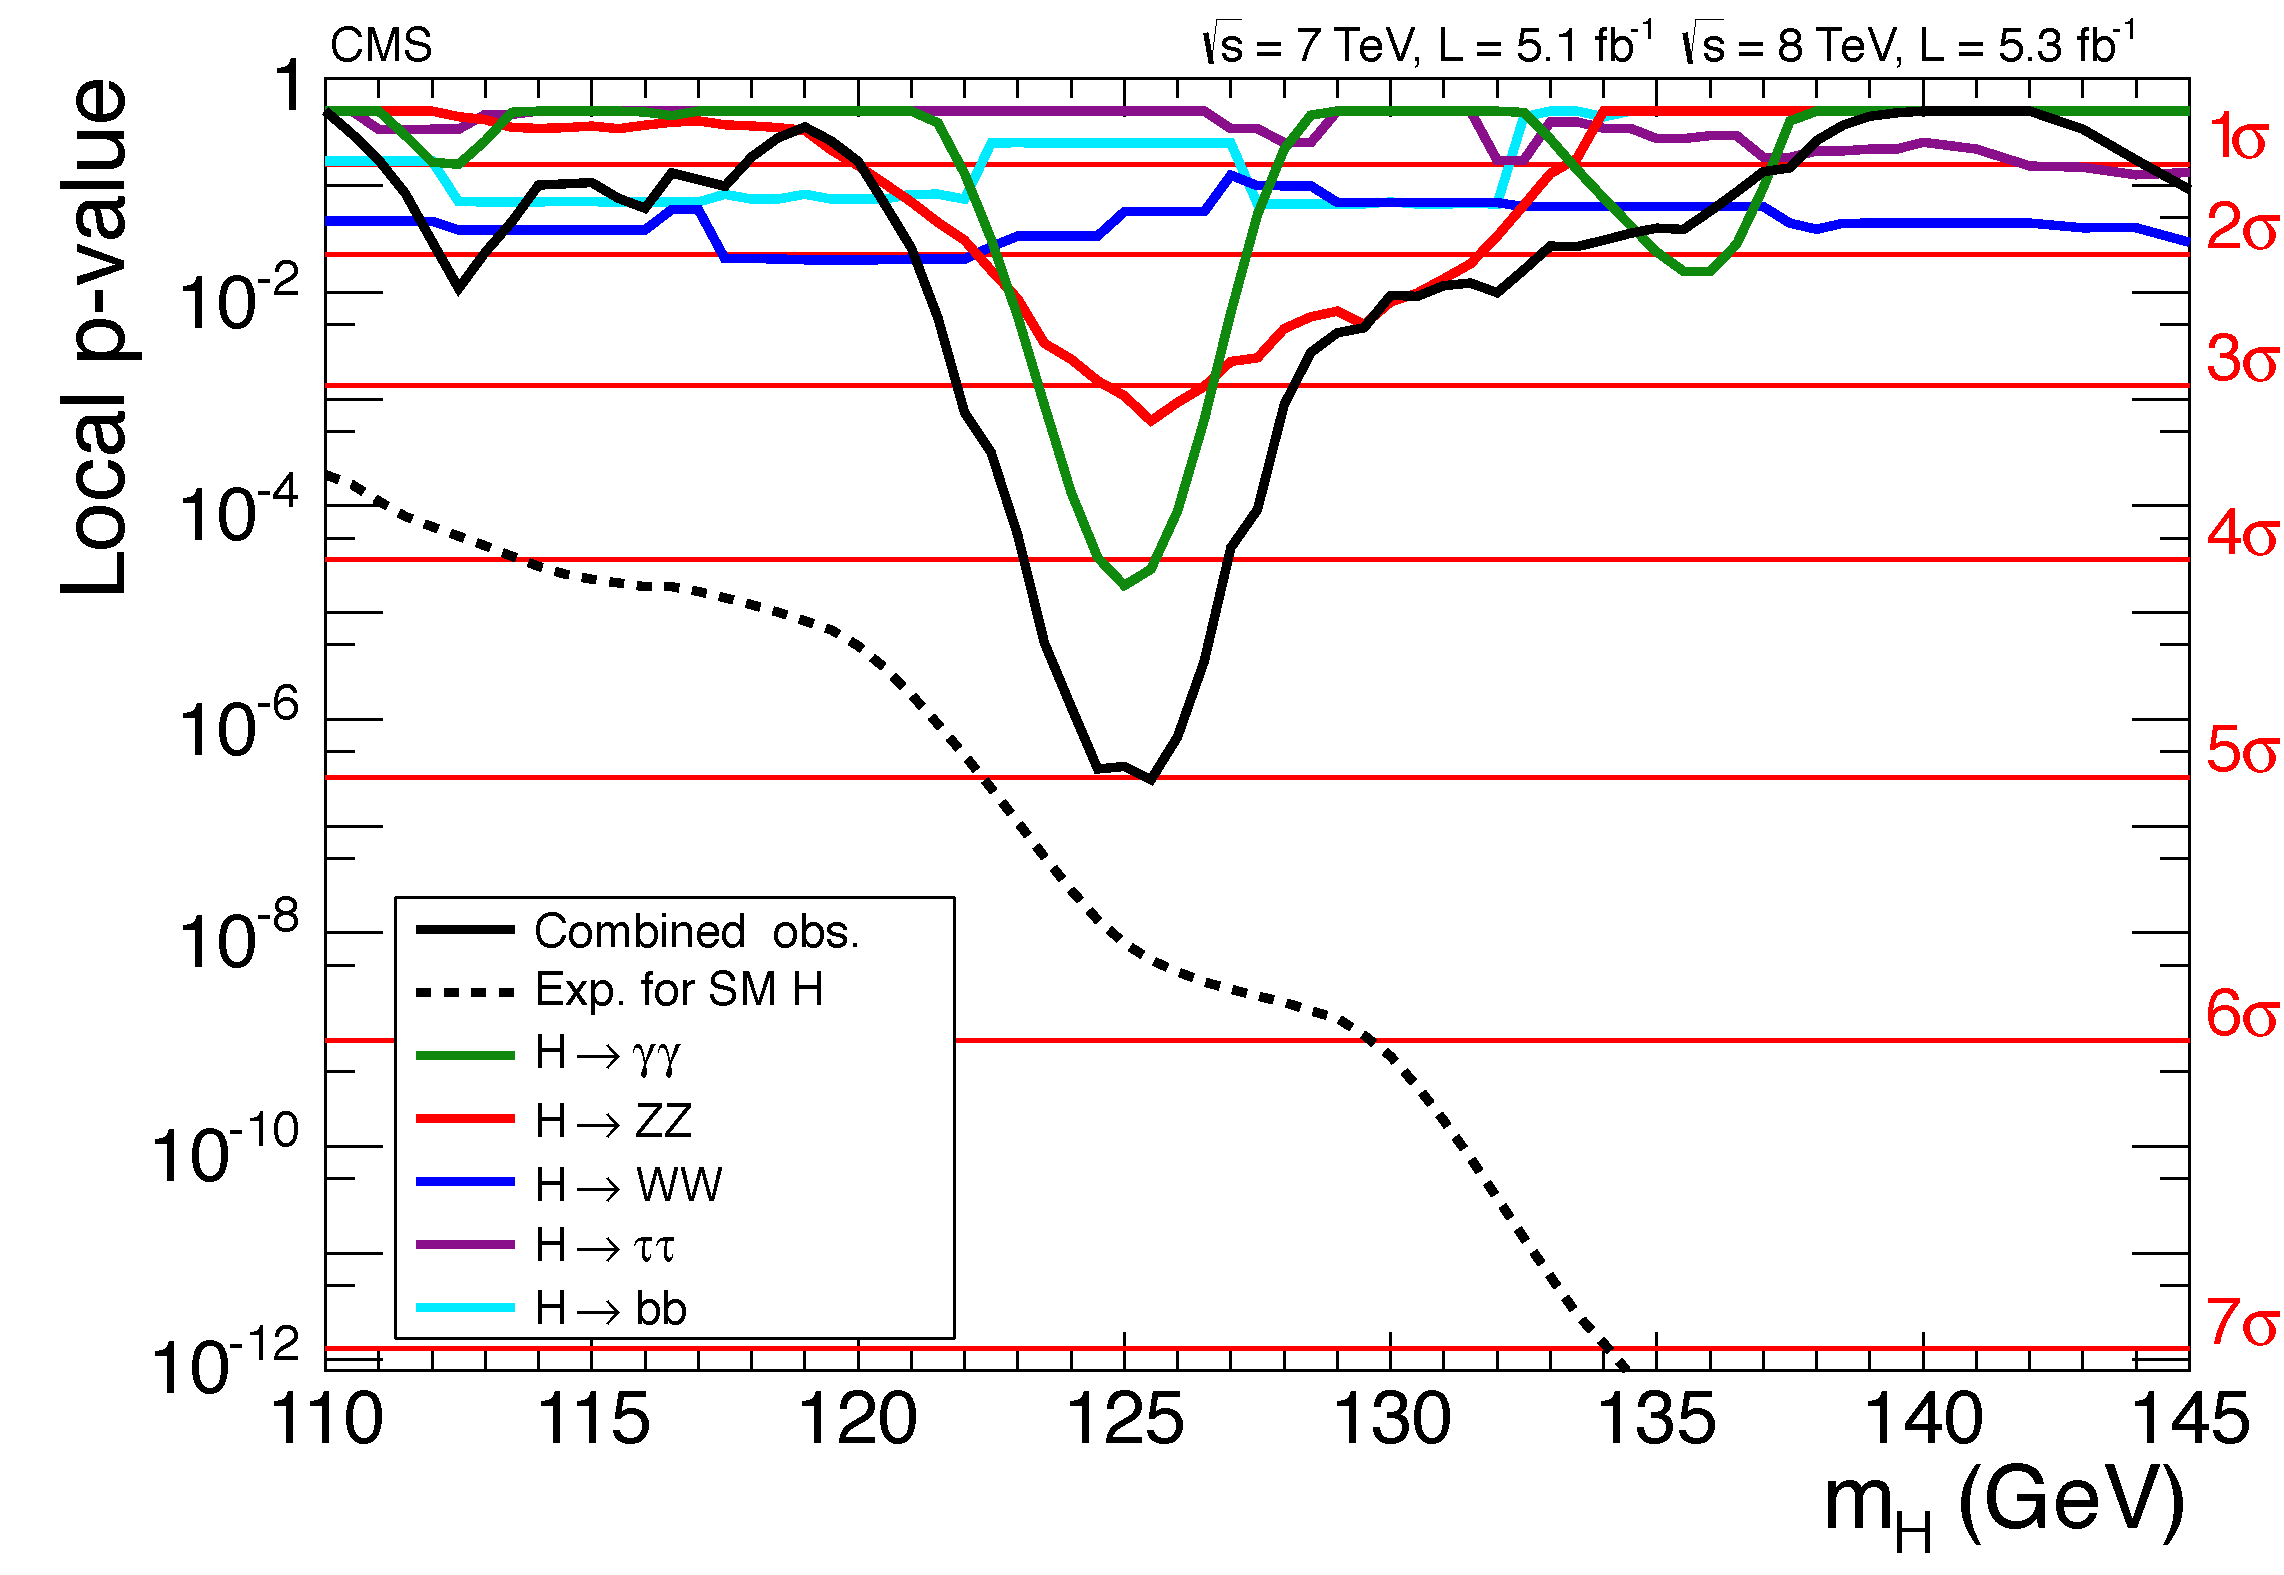 CMS √s = 7 TeV, L = 5.1 fb⁻¹ √s = 8 TeV, L = 5.3 fb⁻¹
Local p-value
1
10⁻²
10⁻⁴
10⁻⁶
10⁻⁸
10⁻¹⁰
10⁻¹²
1σ
2σ
3σ
4σ
5σ
6σ
7σ
Combined obs.
Exp. for SM H
H → γγ
H → ZZ
H → WW
H → ττ
H → bb
110 115 120 125 130 135 140 145
m_H (GeV)